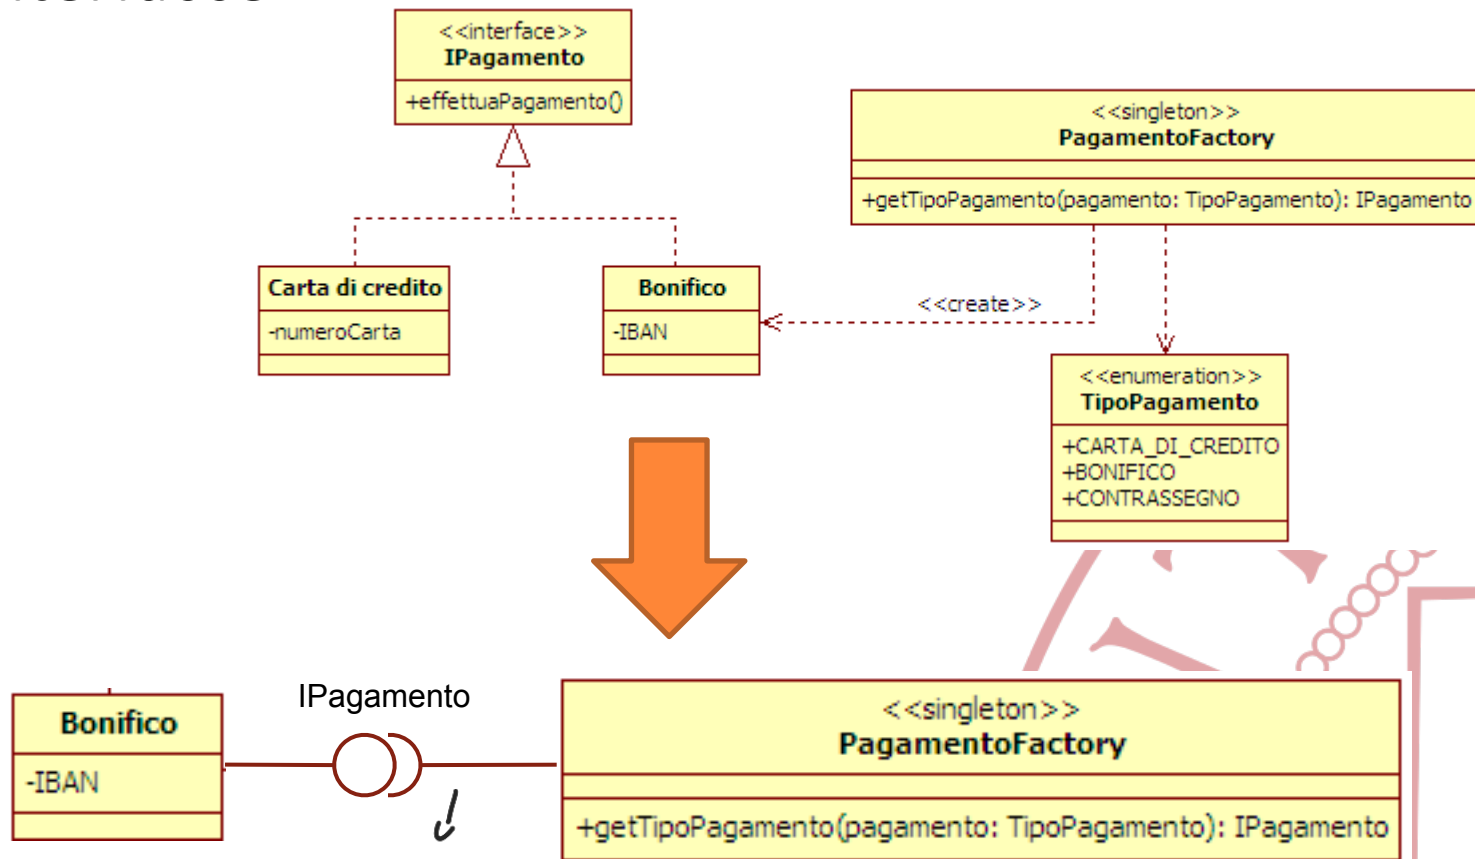 <<interface>>
IPagamento
+effettuaPagamento()
<<singleton>>
PagamentoFactory
+getTipoPagamento(pagamento: TipoPagamento): IPagamento
Carta di credito
-numeroCarta
Bonifico
-IBAN
<<create>>
<<enumeration>>
TipoPagamento
+CARTA_DI_CREDITO
+BONIFICO
+CONTRASSEGNO
Bonifico
-IBAN
IPagamento
<<singleton>>
PagamentoFactory
+getTipoPagamento(pagamento: TipoPagamento): IPagamento